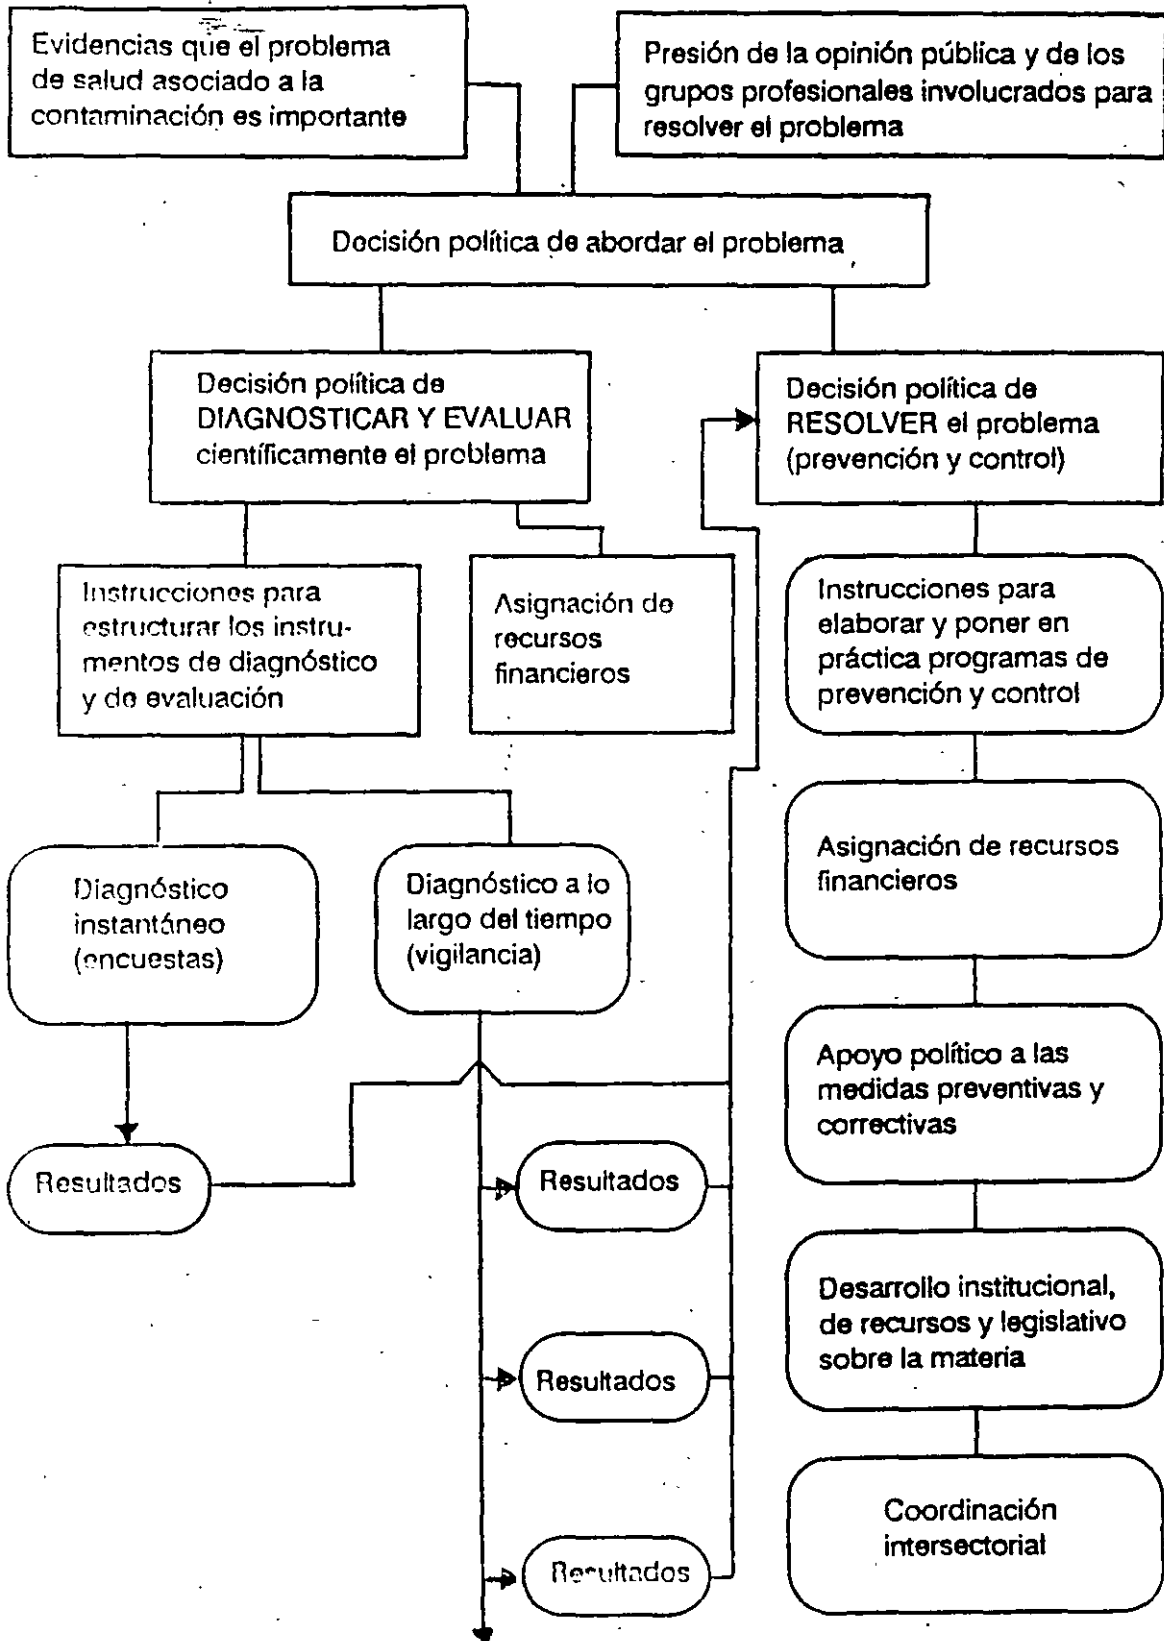 Evidencias que el problema
de salud asociado a la
contaminación es importante
Presión de la opinión pública y de los
grupos profesionales involucrados para
resolver el problema
Decisión política de abordar el problema
Decisión política de
DIAGNOSTICAR Y EVALUAR
científicamente el problema
Decisión política de
RESOLVER el problema
(prevención y control)
Instrucciones para
estructurar los instru-
mentos de diagnóstico
y de evaluación
Asignación de
recursos
financieros
Instrucciones para
elaborar y poner en
práctica programas de
prevención y control
Diagnóstico
instantáneo
(encuestas)
Diagnóstico a lo
largo del tiempo
(vigilancia)
Asignación de recursos
financieros
Apoyo político a las
medidas preventivas y
correctivas
Resultados
Resultados
Desarrollo institucional,
de recursos y legislativo
sobre la materia
Resultados
Coordinación
intersectorial
Resultados